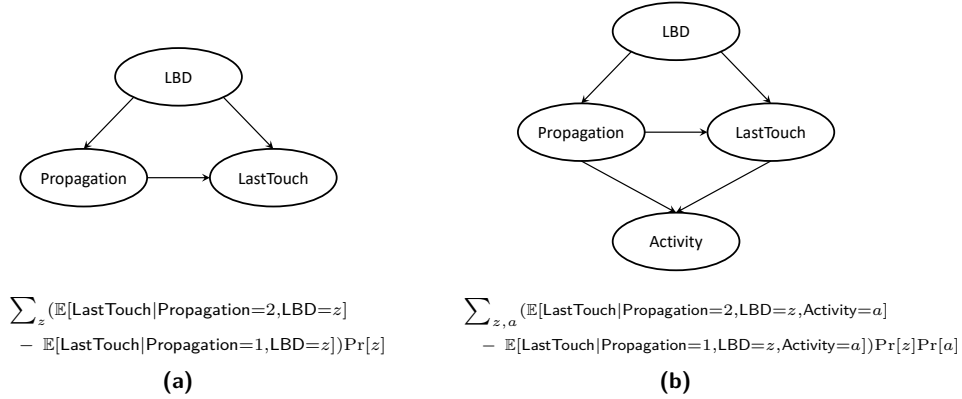 LBD
Propagation
LastTouch
∑z(𝔼[LastTouch|Propagation=2,LBD=z]
− 𝔼[LastTouch|Propagation=1,LBD=z])Pr[z]
(a)
LBD
Propagation
LastTouch
Activity
∑z,a(𝔼[LastTouch|Propagation=2,LBD=z,Activity=a]
− 𝔼[LastTouch|Propagation=1,LBD=z,Activity=a])Pr[z]Pr[a]
(b)